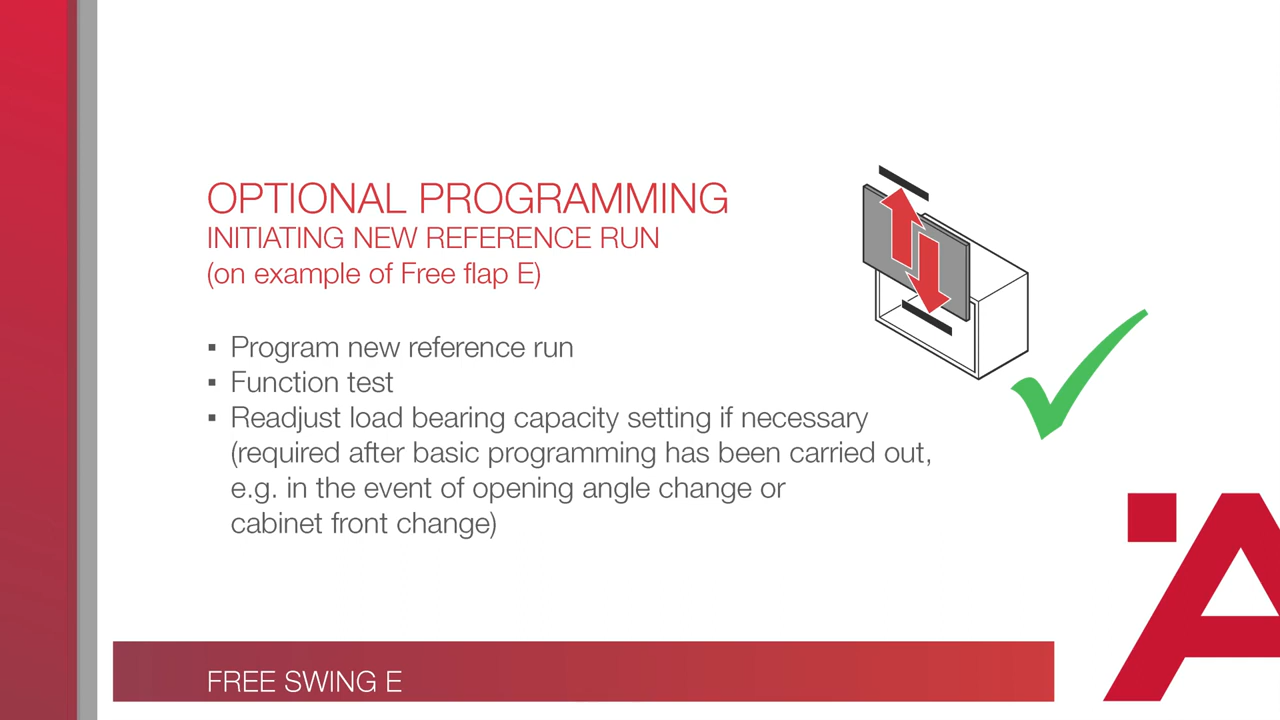 OPTIONAL PROGRAMMING
INITIATING NEW REFERENCE RUN
(on example of Free flap E)
▪ Program new reference run
▪ Function test
▪ Readjust load bearing capacity setting if necessary
(required after basic programming has been carried out,
e.g. in the event of opening angle change or
cabinet front change)
FREE SWING E